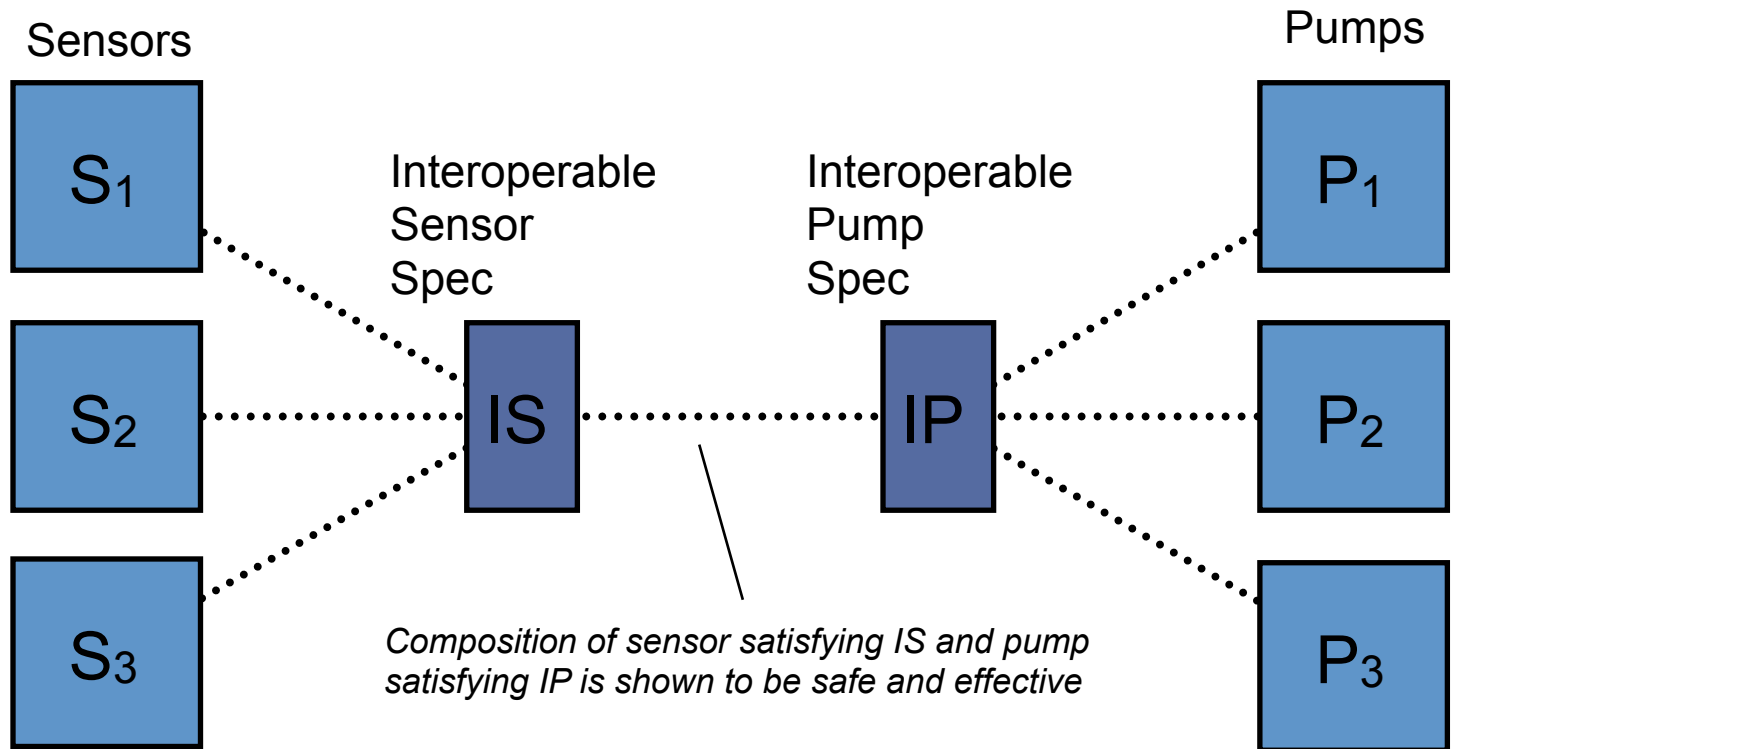 Sensors
Pumps
S1
Interoperable
Sensor
Spec
Interoperable
Pump
Spec
P1
S2
IS
IP
P2
S3
Composition of sensor satisfying IS and pump
satisfying IP is shown to be safe and effective
P3